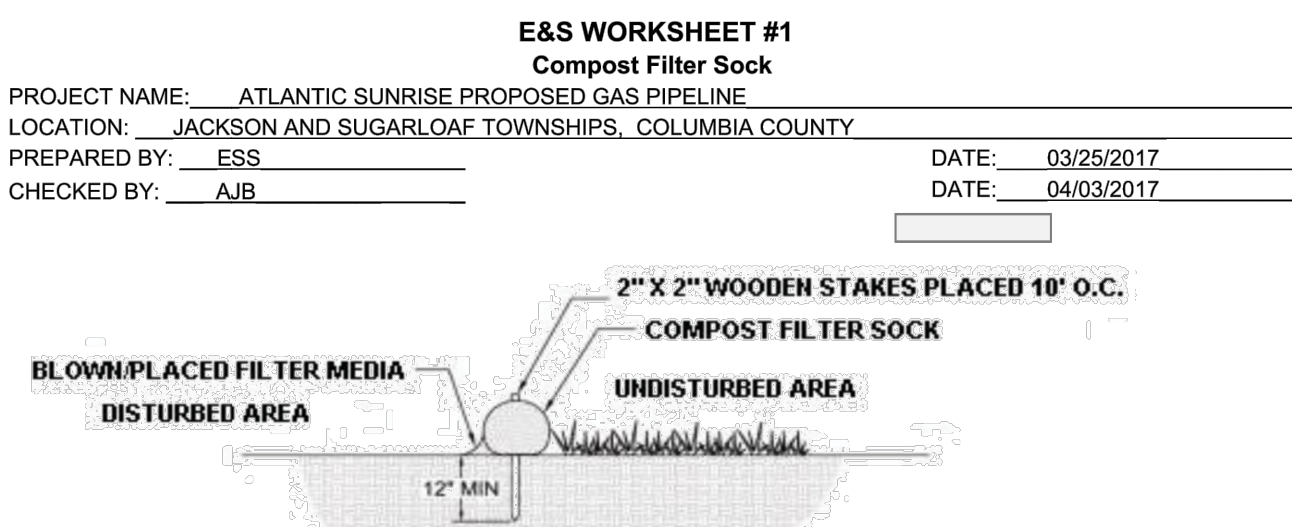 E&S WORKSHEET #1
Compost Filter Sock
PROJECT NAME: ATLANTIC SUNRISE PROPOSED GAS PIPELINE
LOCATION: JACKSON AND SUGARLOAF TOWNSHIPS, COLUMBIA COUNTY
PREPARED BY: ESS DATE: 03/25/2017
CHECKED BY: AJB DATE: 04/03/2017
2" X 2" WOODEN STAKES PLACED 10' O.C.
COMPOST FILTER SOCK
BLOWN/PLACED FILTER MEDIA
UNDISTURBED AREA
DISTURBED AREA
12" MIN